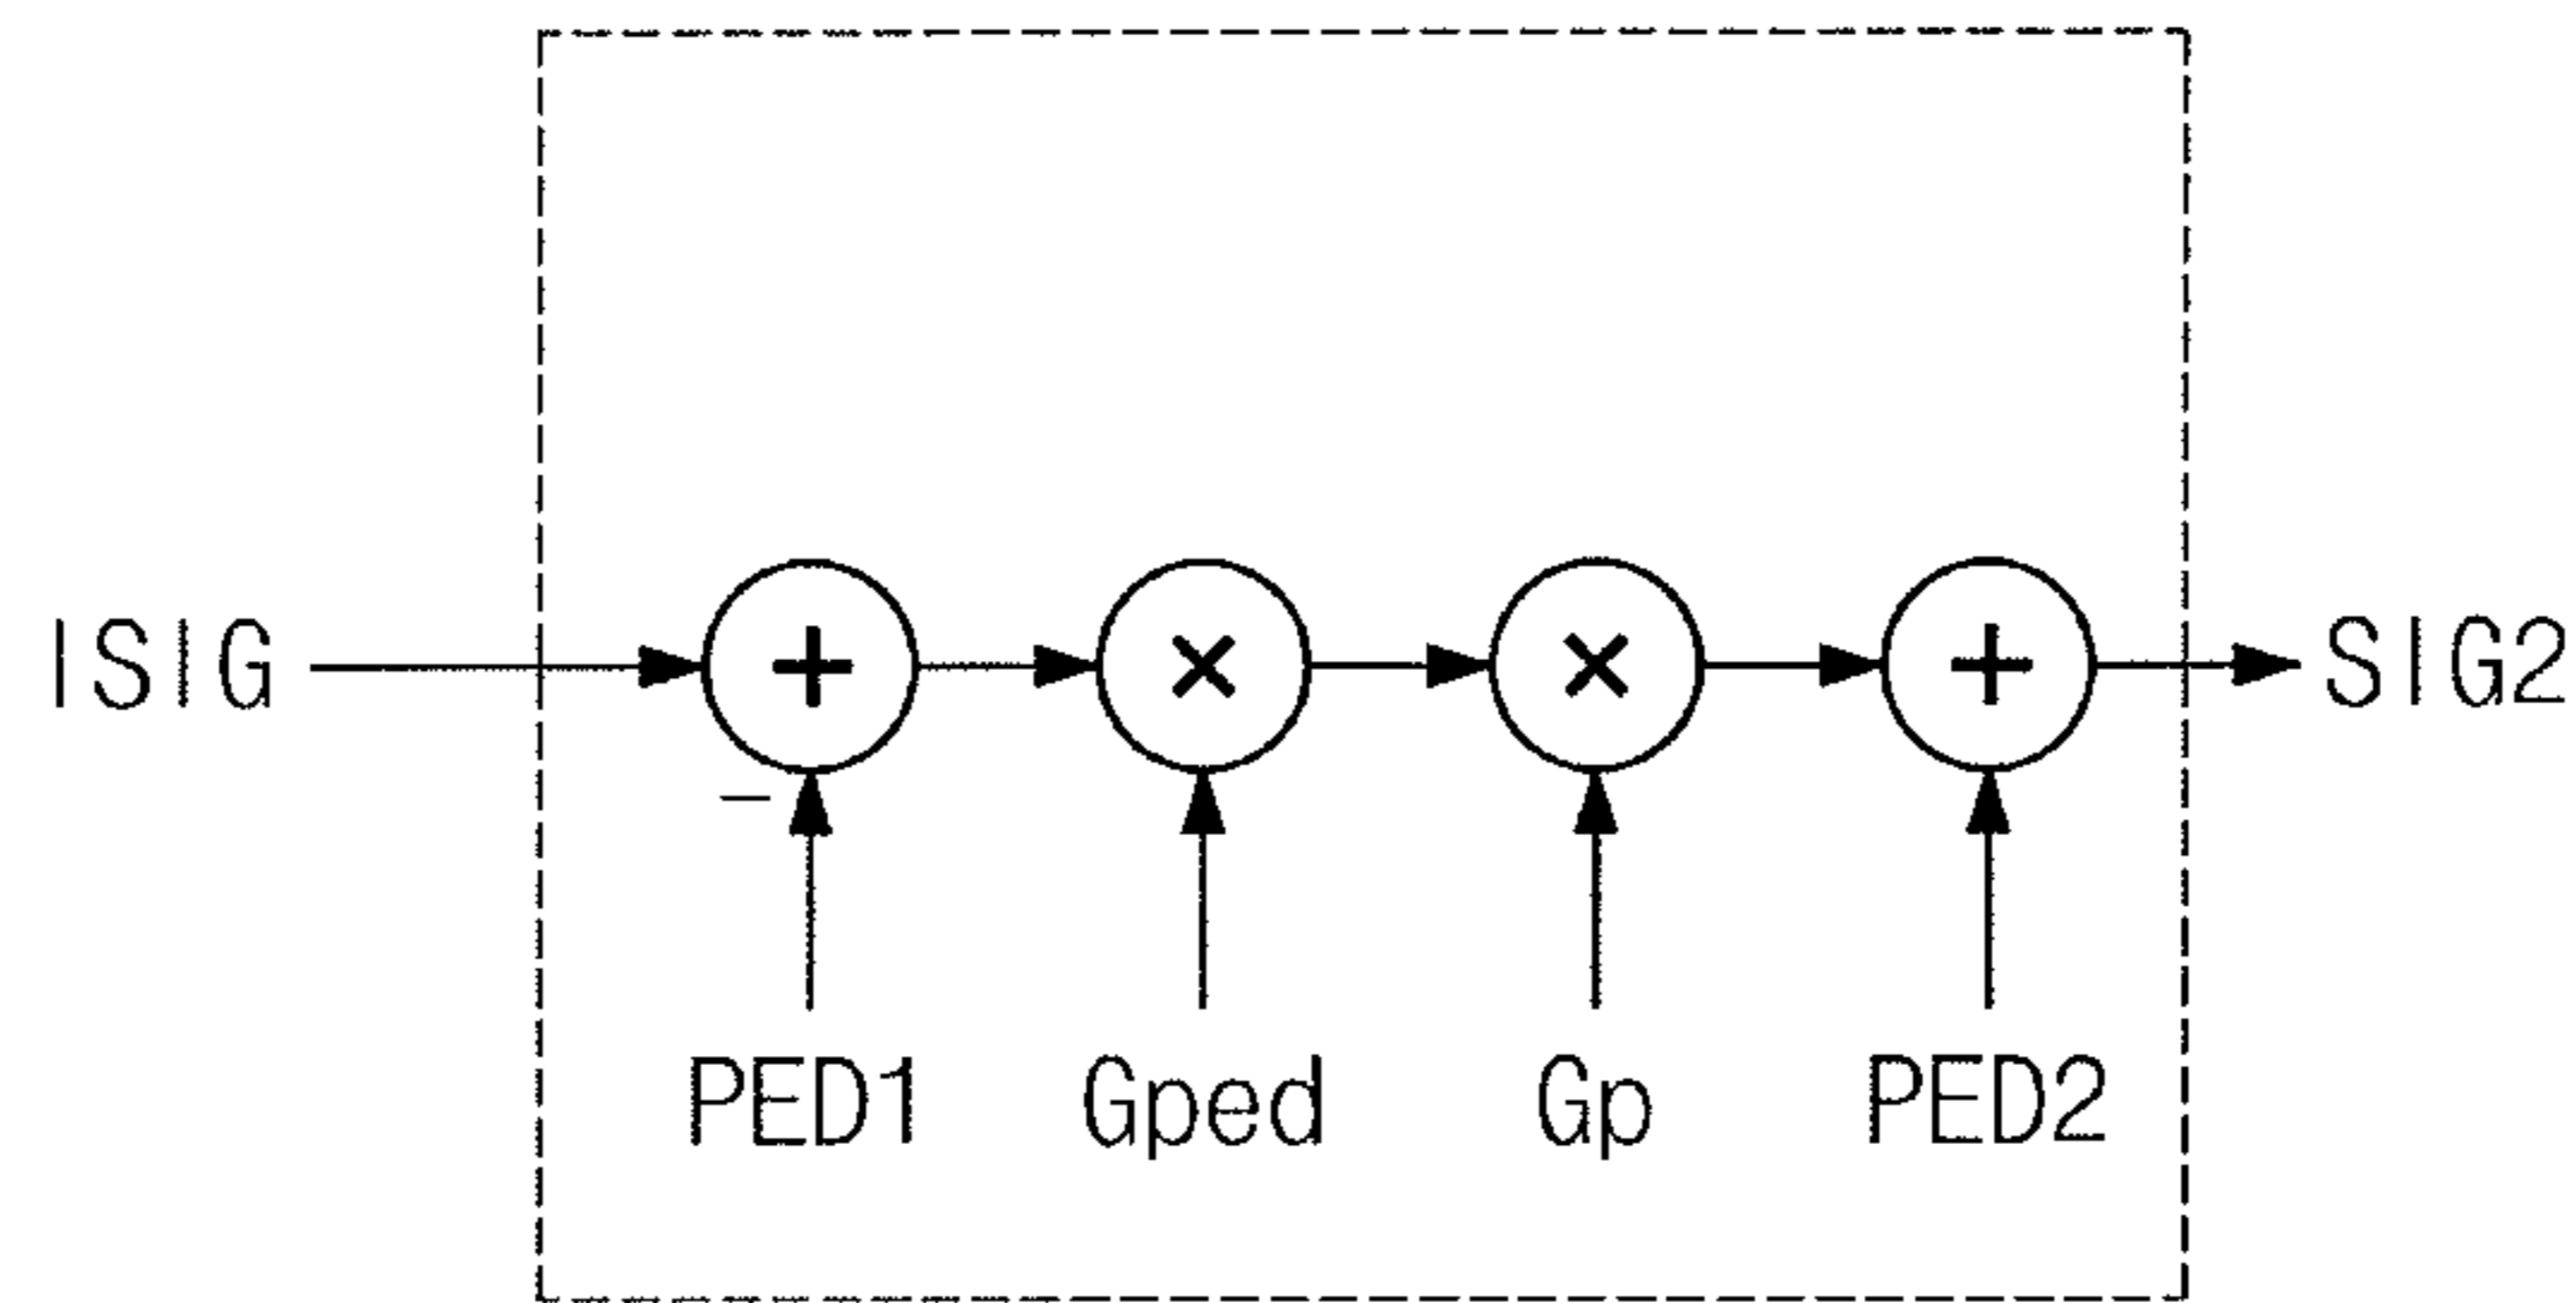 ISIG + × × + SIG2
−
PED1 Gped Gp PED2